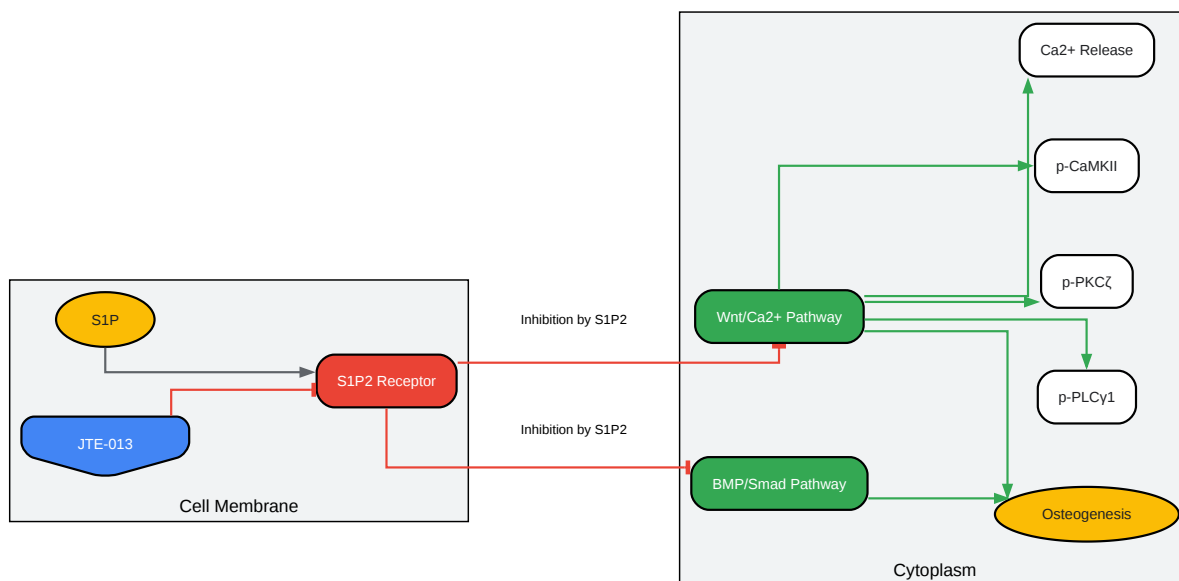 Ca2+ Release
p-CaMKII
p-PKCζ
S1P
Wnt/Ca2+ Pathway
Inhibition by S1P2
S1P2 Receptor
p-PLCγ1
Inhibition by S1P2
JTE-013
BMP/Smad Pathway
Cell Membrane
Osteogenesis
Cytoplasm